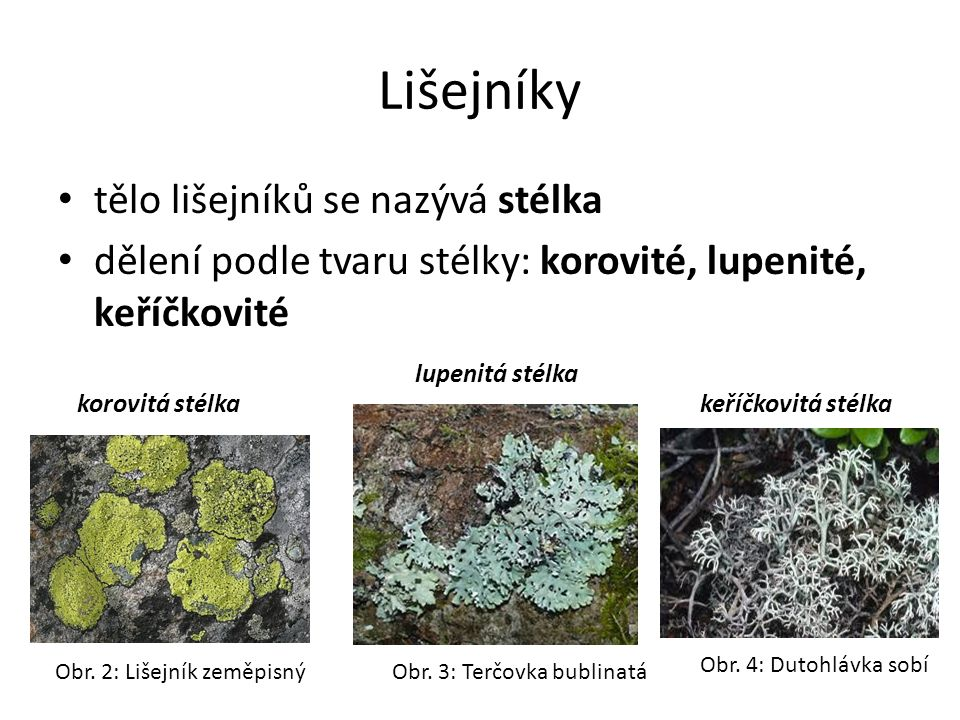 Lišejníky
• tělo lišejníků se nazývá stélka
• dělení podle tvaru stélky: korovité, lupenité,
keříčkovité
lupenitá stélka
korovitá stélka
keříčkovitá stélka
Obr. 2: Lišejník zeměpisný
Obr. 3: Terčovka bublinatá
Obr. 4: Dutohlávka sobí